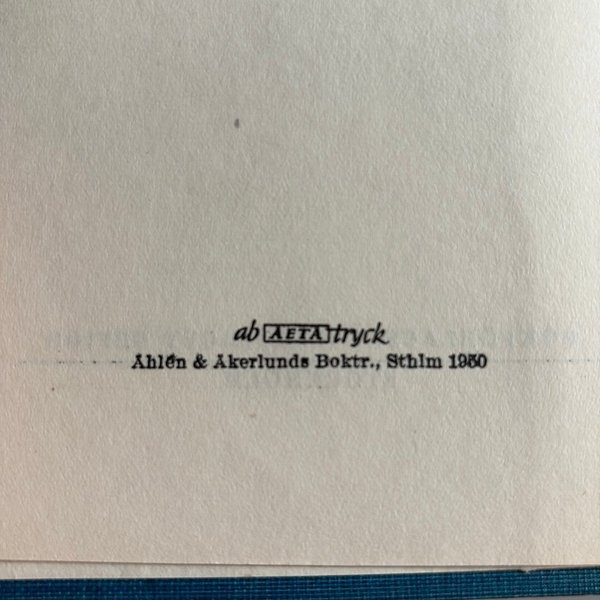 ab AETA tryck
Åhlén & Åkerlunds Boktr., Sthlm 1950